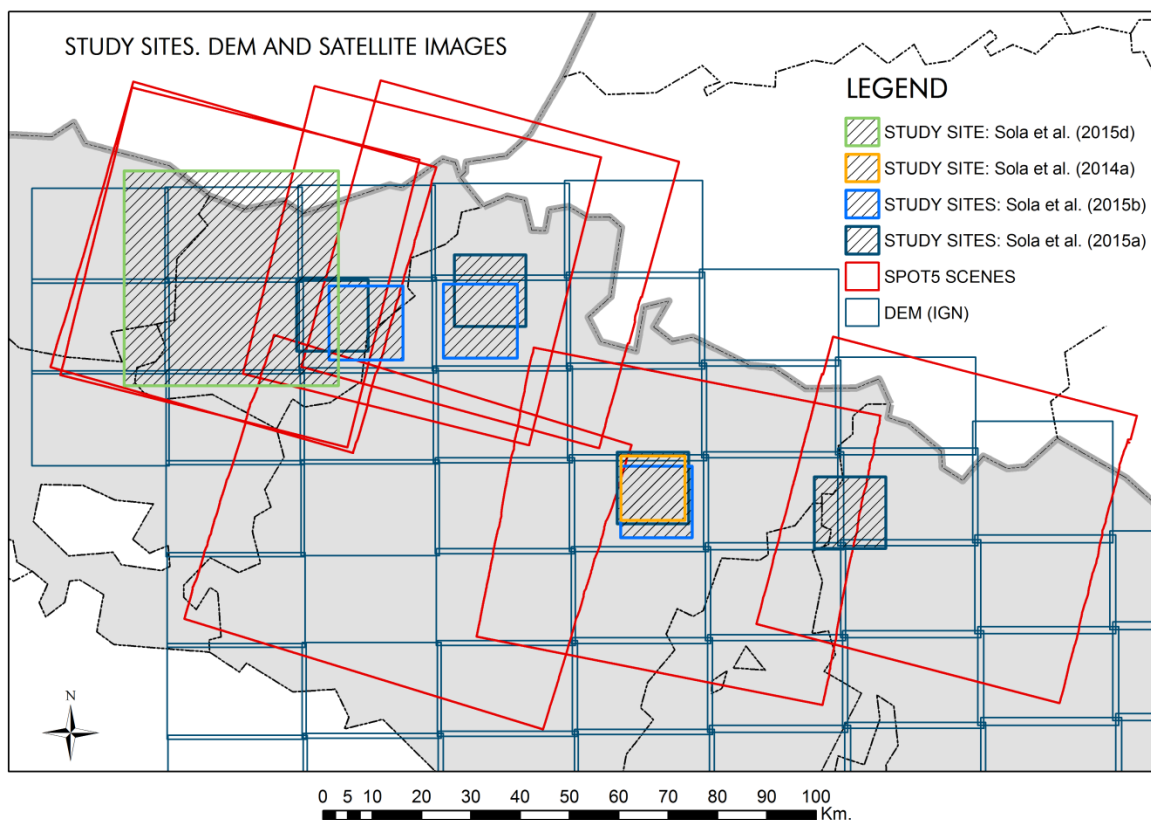 STUDY SITES. DEM AND SATELLITE IMAGES
LEGEND
STUDY SITE: Sola et al. (2015d)
STUDY SITE: Sola et al. (2014a)
STUDY SITES: Sola et al. (2015b)
STUDY SITES: Sola et al. (2015a)
SPOT5 SCENES
DEM (IGN)
N
0 5 10 20 30 40 50 60 70 80 90 100
Km.